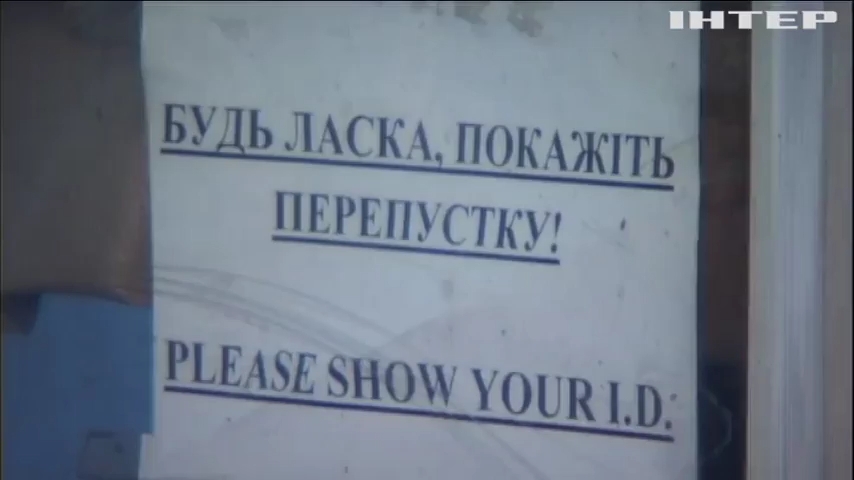 ІНТЕР
БУДЬ ЛАСКА, ПОКАЖІТЬ
ПЕРЕПУСТКУ!
PLEASE SHOW YOUR I.D.